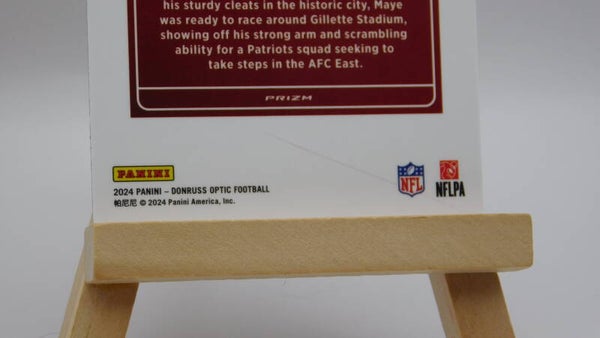 his sturdy cleats in the historic city, Maye
was ready to race around Gillette Stadium,
showing off his strong arm and scrambling
ability for a Patriots squad seeking to
take steps in the AFC East.
PRIZM
PANINI
2024 PANINI – DONRUSS OPTIC FOOTBALL
帕尼尼 © 2024 Panini America, Inc.
NFL
NFLPA